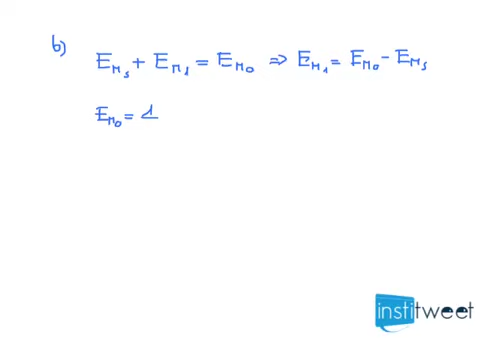 b) E_{M_s} + E_{M_1} = E_{M_0} ⇒ E_{M_1} = E_{M_0} - E_{M_s}
E_{M_0} = 1
institweet